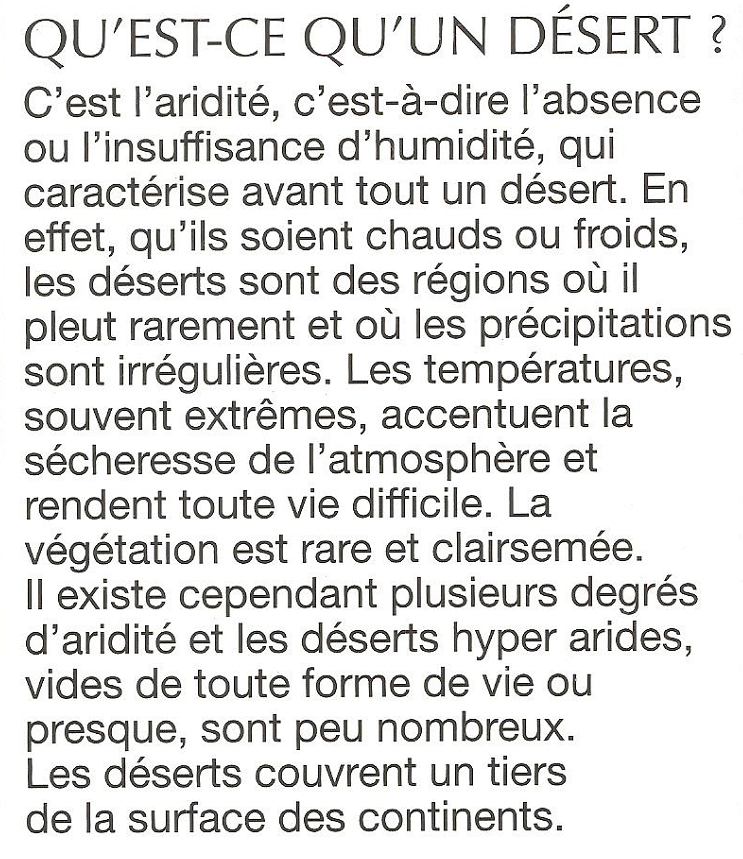 QU'EST-CE QU'UN DÉSERT ?
C'est l'aridité, c'est-à-dire l'absence
ou l'insuffisance d'humidité, qui
caractérise avant tout un désert. En
effet, qu'ils soient chauds ou froids,
les déserts sont des régions où il
pleut rarement et où les précipitations
sont irrégulières. Les températures,
souvent extrêmes, accentuent la
sécheresse de l'atmosphère et
rendent toute vie difficile. La
végétation est rare et clairsemée.
Il existe cependant plusieurs degrés
d'aridité et les déserts hyper arides,
vides de toute forme de vie ou
presque, sont peu nombreux.
Les déserts couvrent un tiers
de la surface des continents.